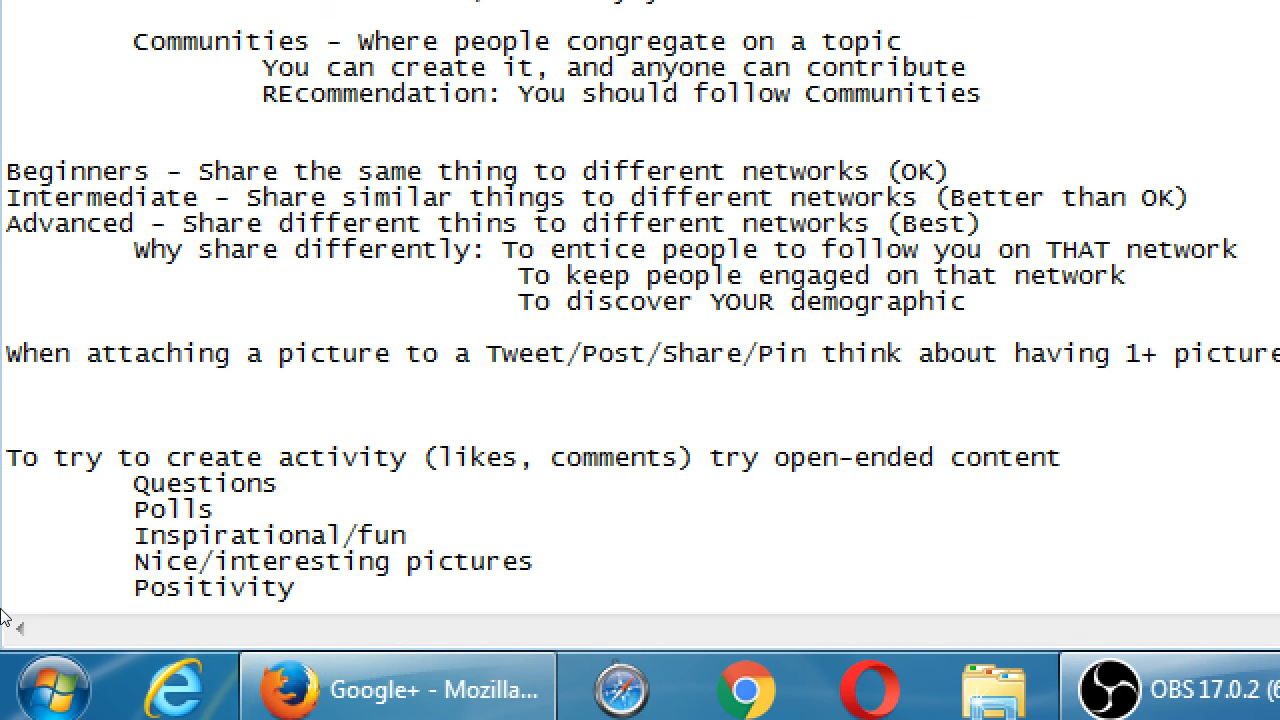 Communities - Where people congregate on a topic
You can create it, and anyone can contribute
REcommendation: You should follow Communities
Beginners - Share the same thing to different networks (OK)
Intermediate - Share similar things to different networks (Better than OK)
Advanced - Share different thins to different networks (Best)
Why share differently: To entice people to follow you on THAT network
To keep people engaged on that network
To discover YOUR demographic
When attaching a picture to a Tweet/Post/Share/Pin think about having 1+ picture
To try to create activity (likes, comments) try open-ended content
Questions
Polls
Inspirational/fun
Nice/interesting pictures
Positivity
Google+ - Mozilla...
OBS 17.0.2 (6